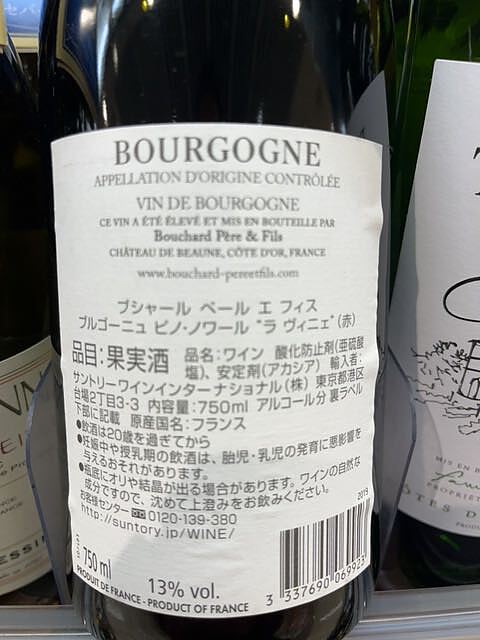 BOURGOGNE
APPELLATION D'ORIGINE CONTRÔLÉE
VIN DE BOURGOGNE
CE VIN A ÉTÉ ÉLEVÉ ET MIS EN BOUTEILLE PAR
Bouchard Père & Fils
CHÂTEAU DE BEAUNE, CÔTE D'OR, FRANCE
www.bouchard-pereetfils.com
ブシャール ペール エ フィス
ブルゴーニュ ピノ・ノワール "ラ ヴィニェ"(赤)
品目:果実酒 品名:ワイン 酸化防止剤(亜硫酸
塩)、安定剤(アカシア) 輸入者:
サントリーワインインターナショナル(株) 東京都港区
台場2丁目3-3 内容量:750ml アルコール分 裏ラベル
下部に記載 原産国名:フランス
●飲酒は20歳を過ぎてから
●妊娠中や授乳期の飲酒は、胎児・乳児の発育に悪影響を
与えるおそれがあります。
●瓶底にオリや結晶が出る場合があります。ワインの自然な
成分ですので、沈めて上澄みをお飲みください。
お客様センター 0120-139-380
http://suntory.jp/WINE/
2015
750 ml
13% vol.
PRODUIT DE FRANCE - PRODUCT OF FRANCE
3 337690 069923
MIS EN B
PROPRIÉT